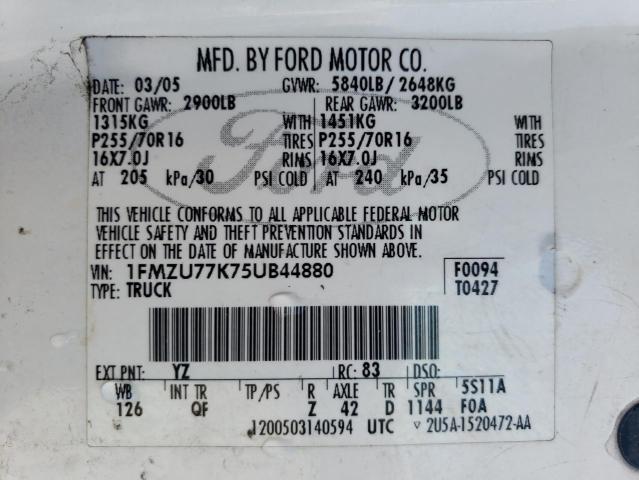 MFD. BY FORD MOTOR CO.
DATE: 03/05 GVWR: 5840LB/ 2648KG
FRONT GAWR: 2900LB REAR GAWR: 3200LB
1315KG WITH 1451KG WITH
P255/70R16 TIRES P255/70R16 TIRES
16X7.0J RIMS 16X7.0J RIMS
AT 205 kPa/30 PSI COLD AT 240 kPa/35 PSI COLD
Ford
THIS VEHICLE CONFORMS TO ALL APPLICABLE FEDERAL MOTOR
VEHICLE SAFETY AND THEFT PREVENTION STANDARDS IN
EFFECT ON THE DATE OF MANUFACTURE SHOWN ABOVE.
VIN: 1FMZU77K75UB44880 F0094
TYPE: TRUCK T0427
EXT PNT: YZ RC: 83 DSO:
WB INT TR TP/PS R AXLE TR SPR 5S11A
126 QF Z 42 D 1144 F0A
1200503140594 UTC ▽ 2U5A-1520472-AA